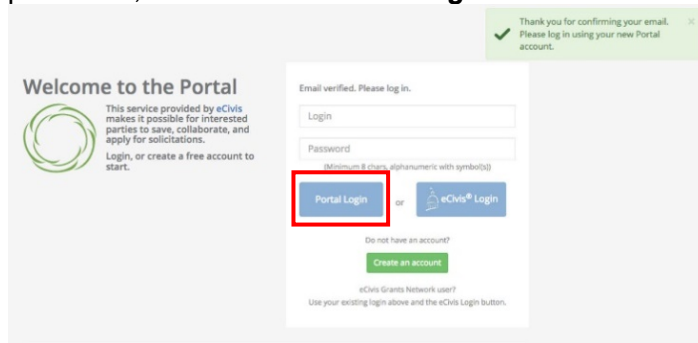 Thank you for confirming your email.
Please log in using your new Portal
account.
Welcome to the Portal
This service provided by eCivis
makes it possible for interested
parties to save, collaborate, and
apply for solicitations.
Login, or create a free account to
start.
Email verified. Please log in.
Login
Password
(Minimum 8 chars, alphanumeric with symbol(s))
Portal Login or eCivis® Login
Do not have an account?
Create an account
eCivis Grants Network user?
Use your existing login above and the eCivis Login button.